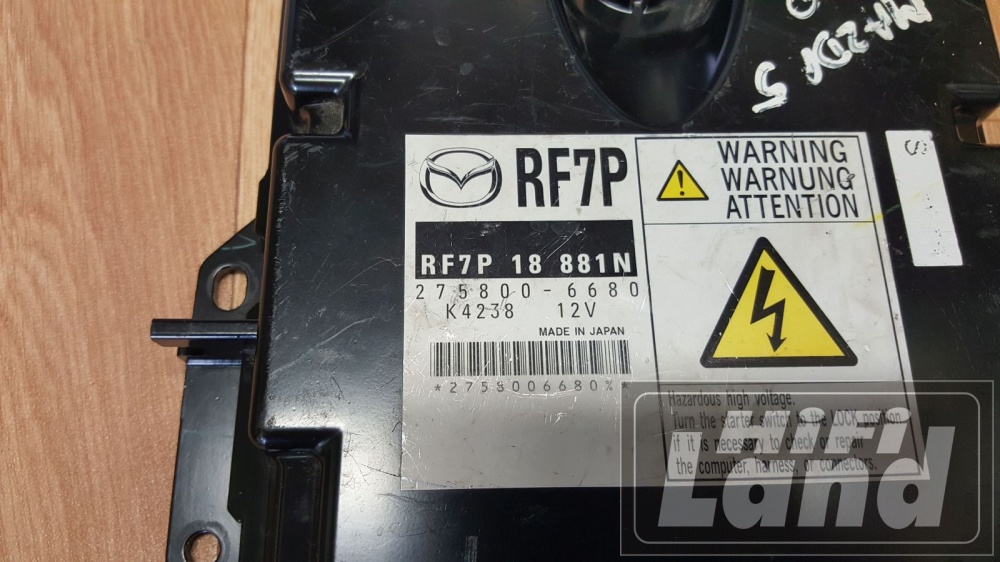 MAZDA 5
RF7P
RF7P 18 881N
275800-6680
K4238 12V
MADE IN JAPAN
*2758006680%*
WARNING
WARNUNG
ATTENTION
Hazardous high voltage.
Turn the starter switch to the LOCK position
if it is necessary to check or repair
the computer, harness, or connectors.
Land